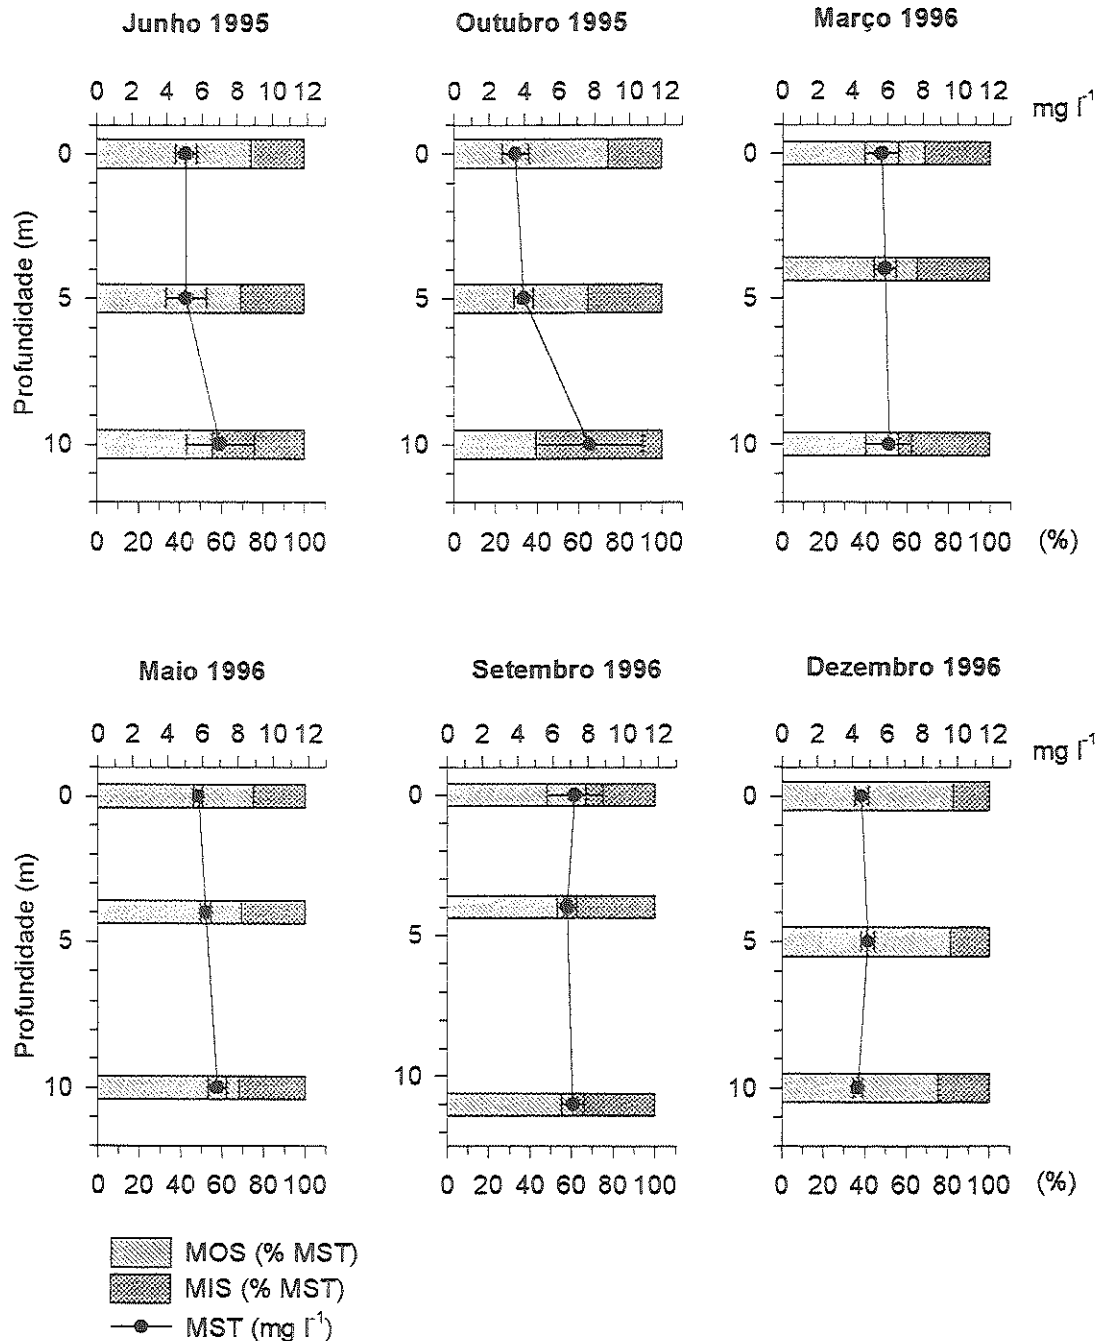 Junho 1995
Outubro 1995
Março 1996
0 2 4 6 8 10 12
0 2 4 6 8 10 12
0 2 4 6 8 10 12
mg l⁻¹
Profundidade (m)
0
5
10
0
5
10
0
5
10
0 20 40 60 80 100
0 20 40 60 80 100
0 20 40 60 80 100
(%)
Maio 1996
Setembro 1996
Dezembro 1996
0 2 4 6 8 10 12
0 2 4 6 8 10 12
0 2 4 6 8 10 12
mg l⁻¹
Profundidade (m)
0
5
10
0
5
10
0
5
10
0 20 40 60 80 100
0 20 40 60 80 100
0 20 40 60 80 100
(%)
MOS (% MST)
MIS (% MST)
MST (mg l⁻¹)